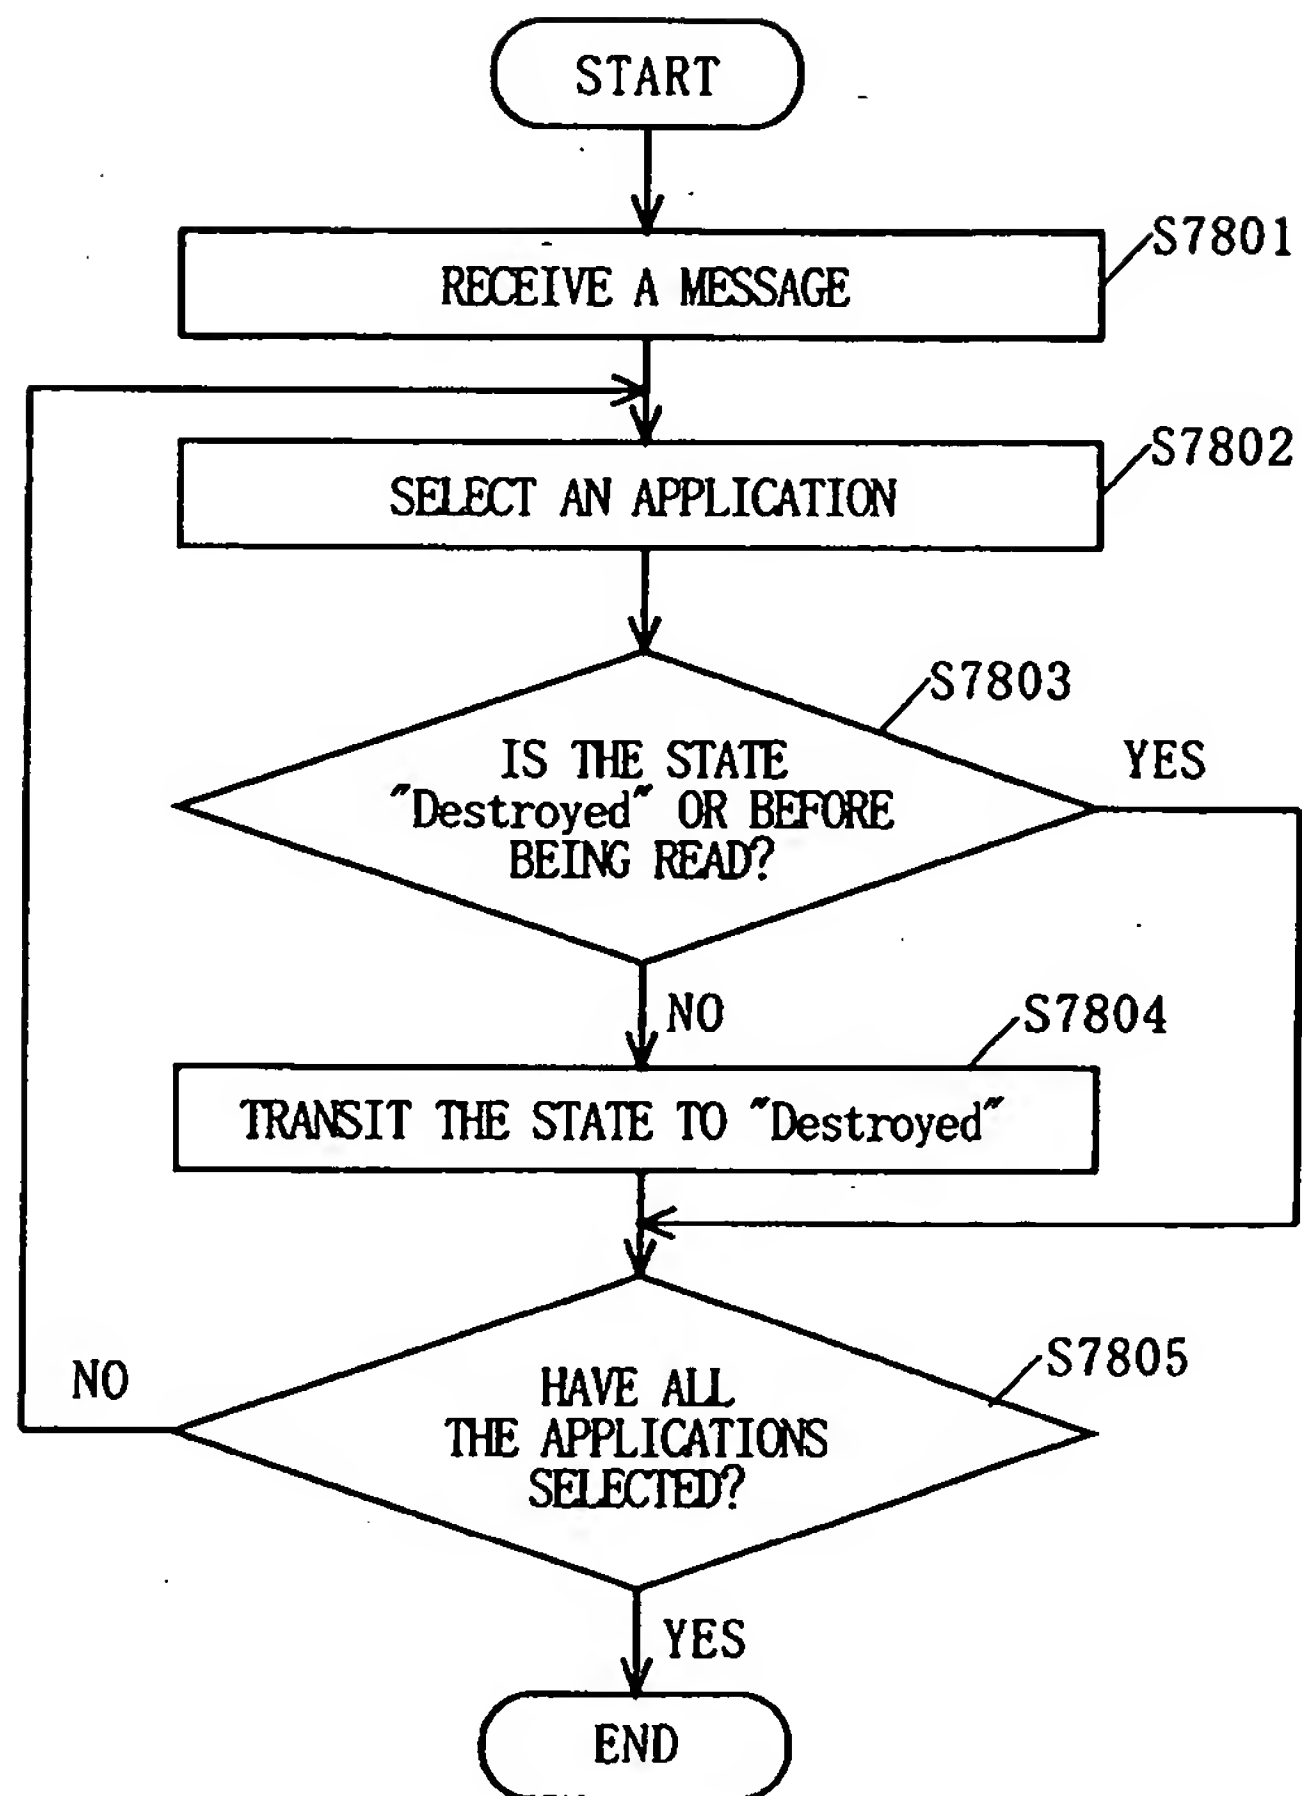 START
S7801
RECEIVE A MESSAGE
S7802
SELECT AN APPLICATION
S7803
IS THE STATE
"Destroyed" OR BEFORE
BEING READ?
YES
NO
S7804
TRANSIT THE STATE TO "Destroyed"
S7805
NO
HAVE ALL
THE APPLICATIONS
SELECTED?
YES
END